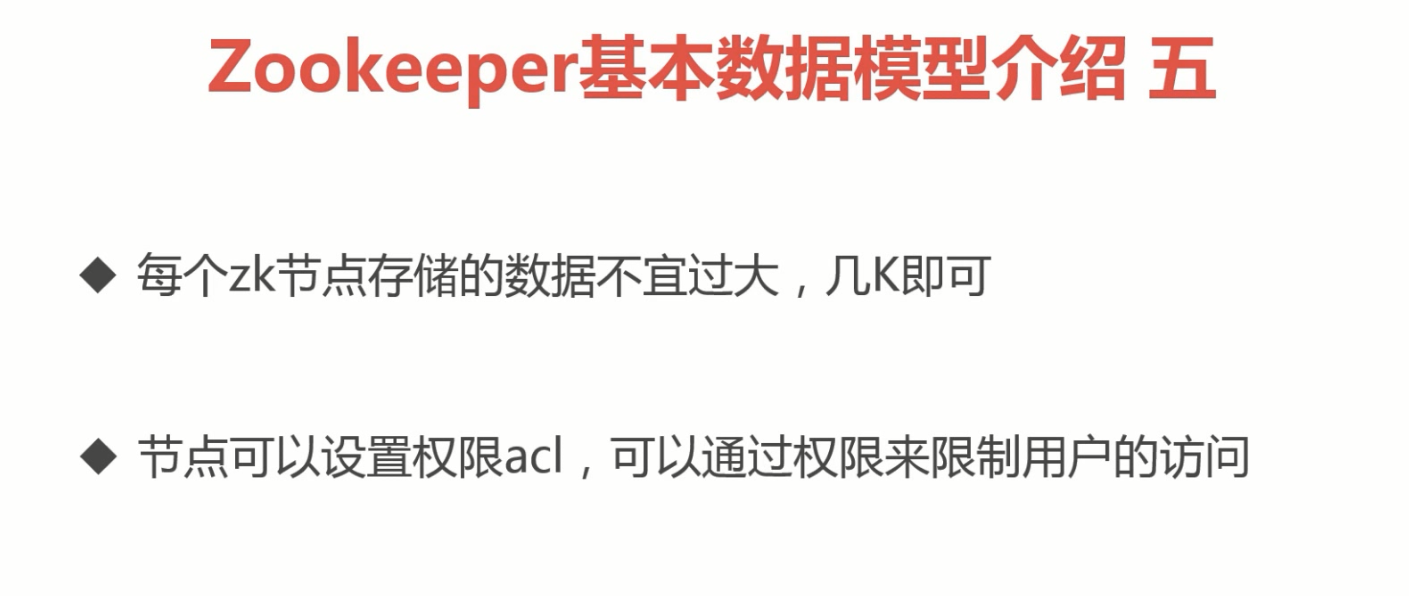 Zookeeper基本数据模型介绍 五
◆ 每个zk节点存储的数据不宜过大，几K即可
◆ 节点可以设置权限acl，可以通过权限来限制用户的访问